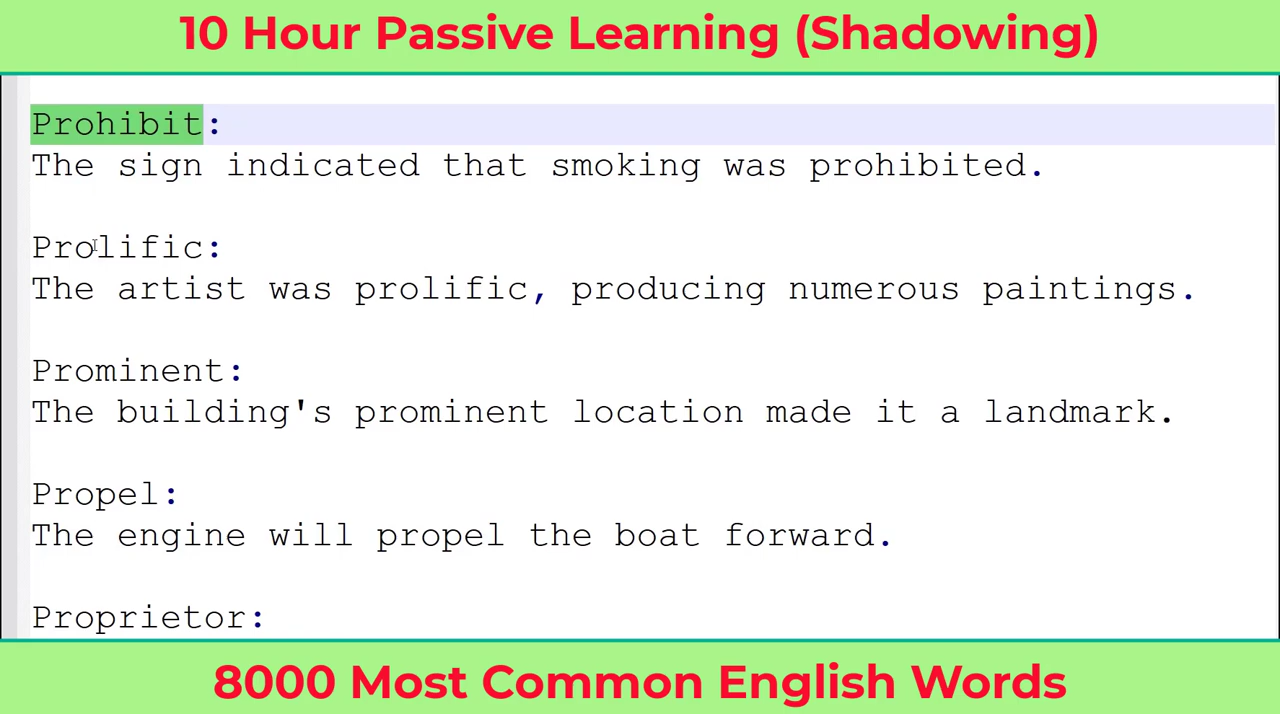 10 Hour Passive Learning (Shadowing)
Prohibit:
The sign indicated that smoking was prohibited.
Prolific:
The artist was prolific, producing numerous paintings.
Prominent:
The building's prominent location made it a landmark.
Propel:
The engine will propel the boat forward.
Proprietor:
8000 Most Common English Words